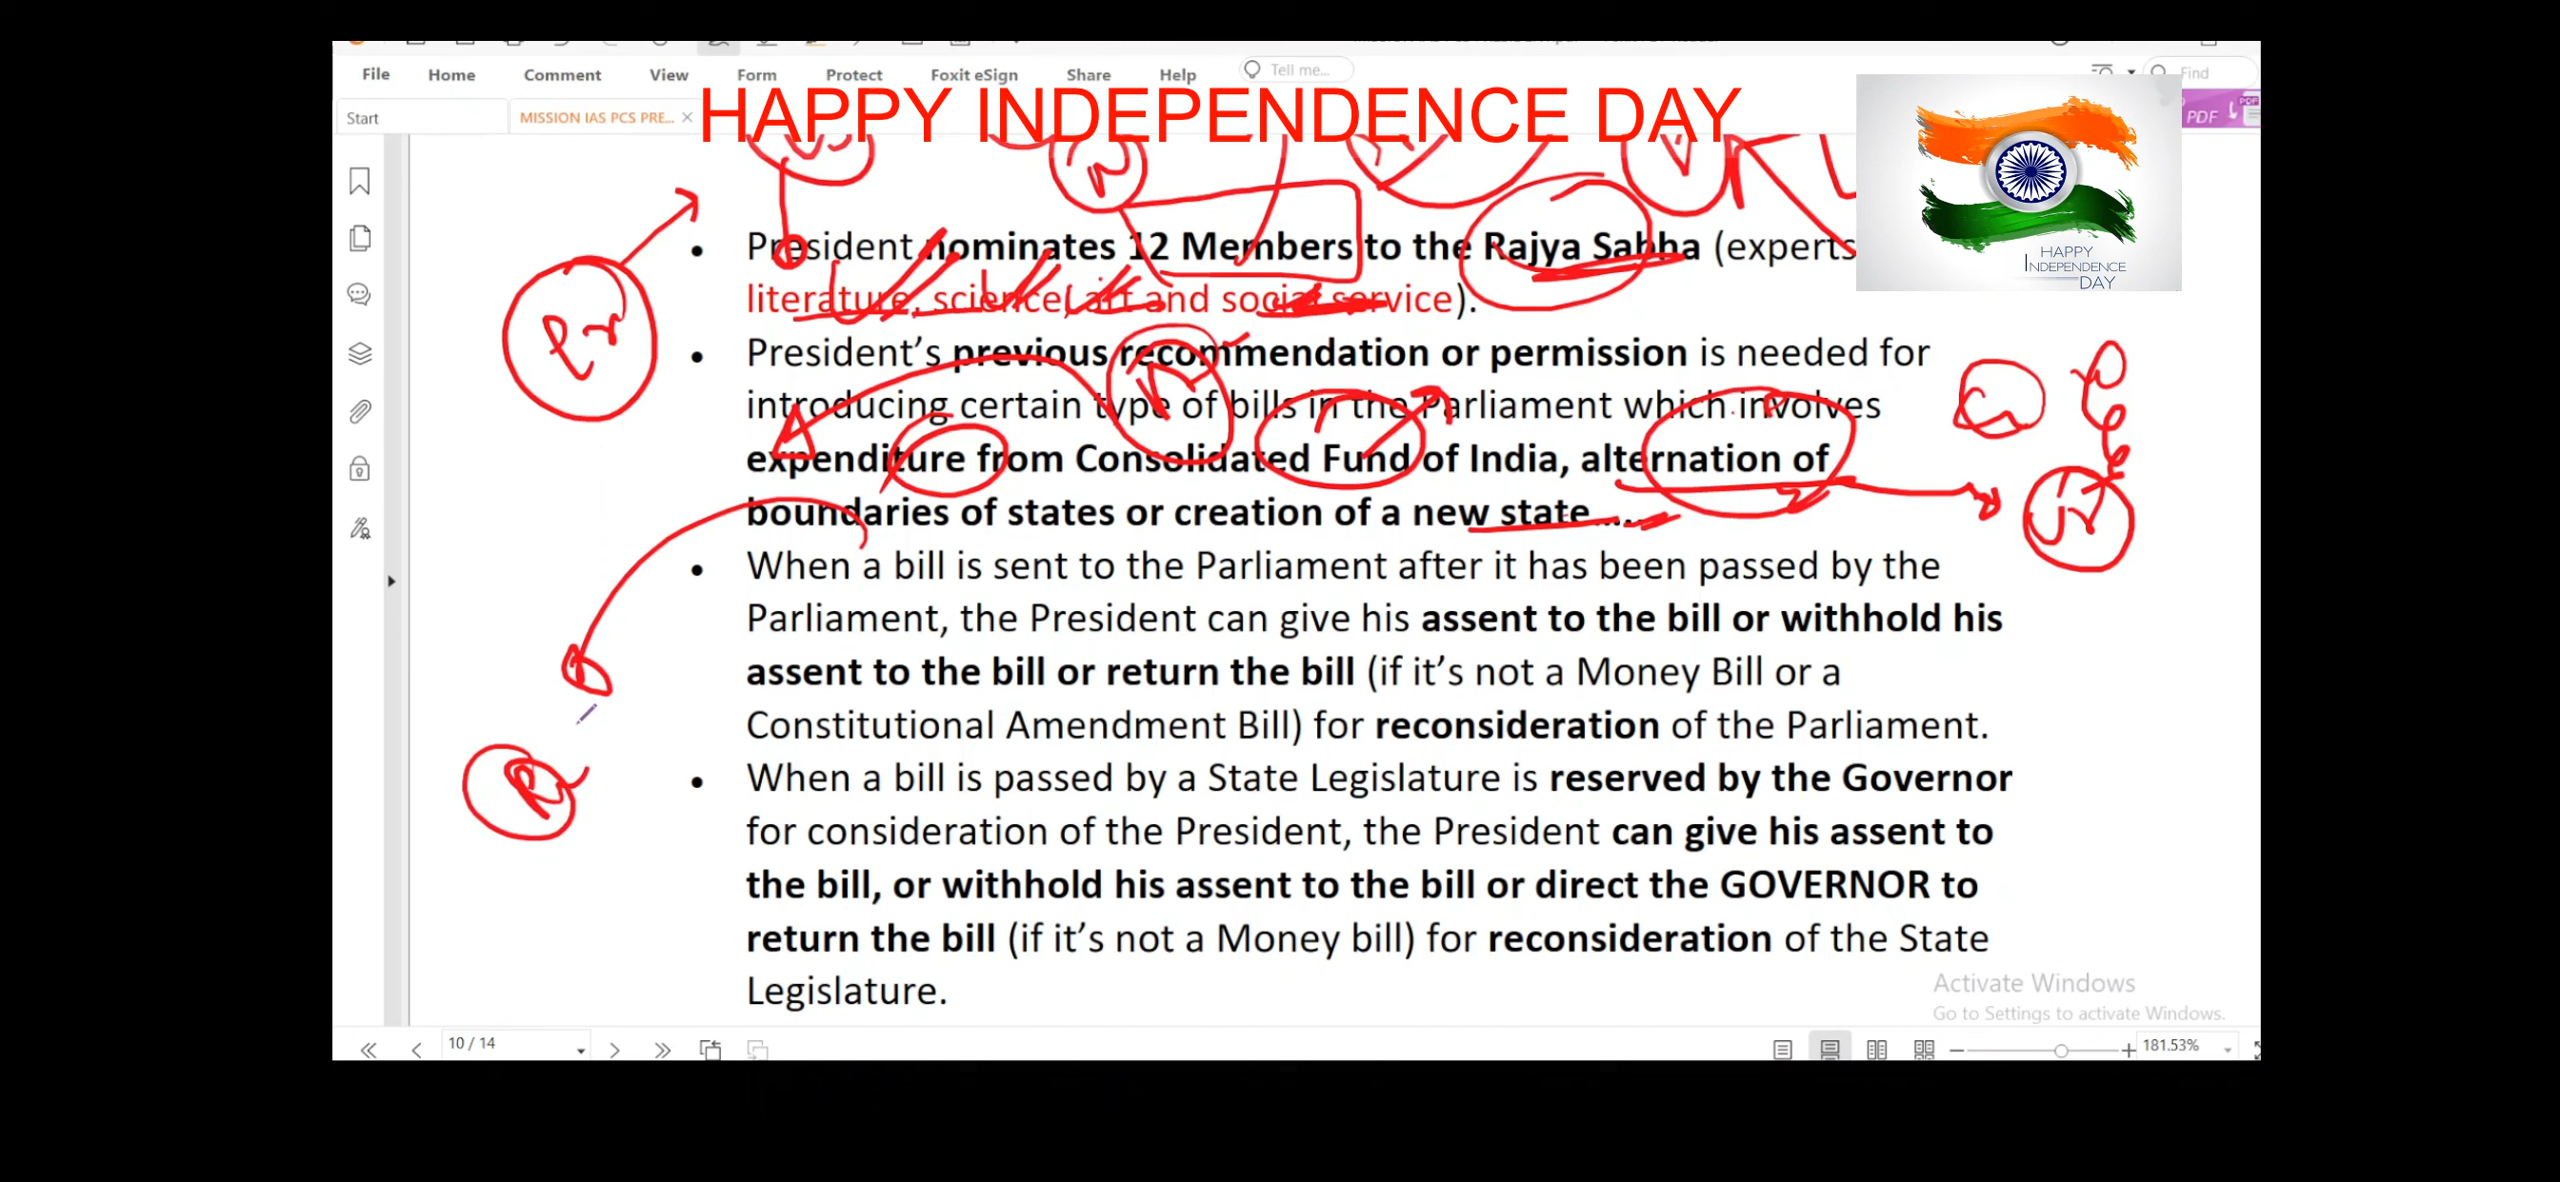 File Home Comment View Form Protect Foxit eSign Share Help Tell me... Find
Start MISSION IAS PCS PRE... × PDF
HAPPY INDEPENDENCE DAY
HAPPY
INDEPENDENCE
DAY
• President nominates 12 Members to the Rajya Sabha (experts
literature, science, art and social service).
• President's previous recommendation or permission is needed for
introducing certain type of bills in the Parliament which involves
expenditure from Consolidated Fund of India, alternation of
boundaries of states or creation of a new state.....
• When a bill is sent to the Parliament after it has been passed by the
Parliament, the President can give his assent to the bill or withhold his
assent to the bill or return the bill (if it's not a Money Bill or a
Constitutional Amendment Bill) for reconsideration of the Parliament.
• When a bill is passed by a State Legislature is reserved by the Governor
for consideration of the President, the President can give his assent to
the bill, or withhold his assent to the bill or direct the GOVERNOR to
return the bill (if it's not a Money bill) for reconsideration of the State
Legislature.
Activate Windows
Go to Settings to activate Windows.
10 / 14 181.53%